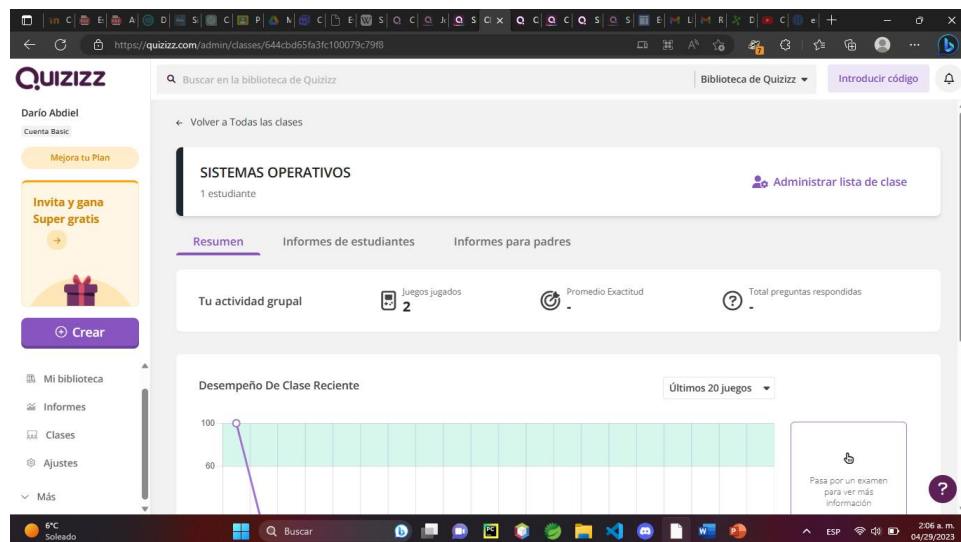 https://quizizz.com/admin/classes/644cbd65fa3fc100079c79f8
QUIZIZZ
Buscar en la biblioteca de Quizizz
Biblioteca de Quizizz
Introducir código
Darío Abdiel
Cuenta Basic
Mejora tu Plan
Invita y gana
Super gratis
Crear
Mi biblioteca
Informes
Clases
Ajustes
Más
Volver a Todas las clases
SISTEMAS OPERATIVOS
1 estudiante
Administrar lista de clase
Resumen
Informes de estudiantes
Informes para padres
Tu actividad grupal
Juegos jugados
2
Promedio Exactitud
-
Total preguntas respondidas
-
Desempeño De Clase Reciente
Últimos 20 juegos
100
60
Pasa por un examen
para ver más
información
?
6°C
Soleado
Buscar
ESP
2:06 a. m.
04/29/2023